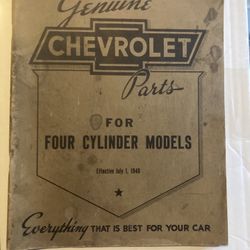 Genuine
CHEVROLET
Parts
FOR
FOUR CYLINDER MODELS
Effective July 1, 1940
Everything THAT IS BEST FOR YOUR CAR